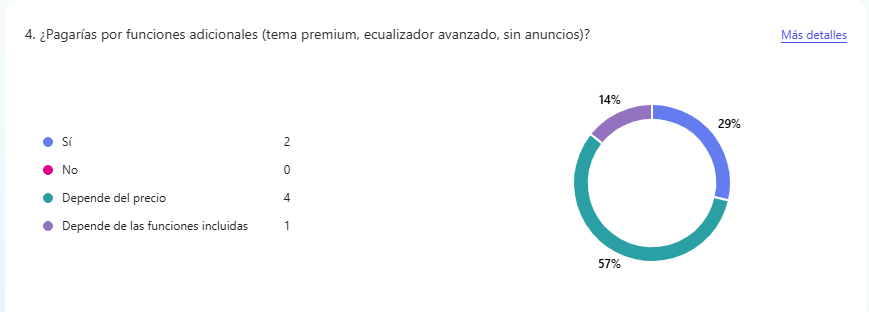 4. ¿Pagarías por funciones adicionales (tema premium, ecualizador avanzado, sin anuncios)?
Más detalles
Sí 2
No 0
Depende del precio 4
Depende de las funciones incluidas 1
14%
29%
57%